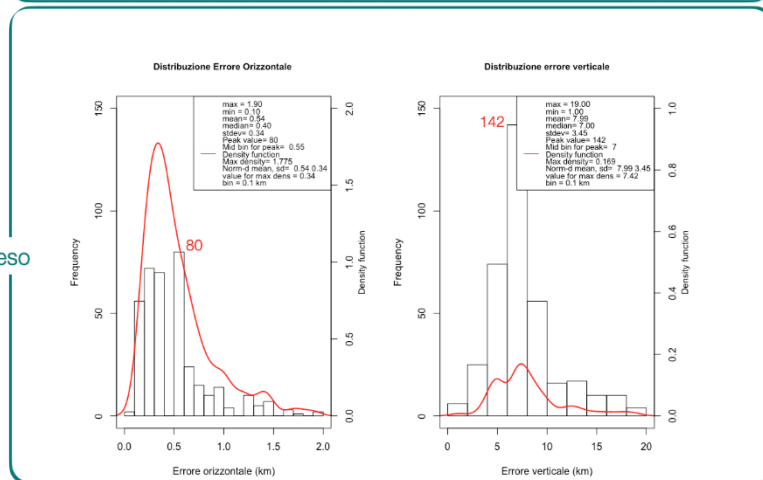 Distribuzione Errore Orizzontale
max = 1.90
min = 0.10
mean= 0.54
median= 0.40
stdev= 0.34
Peak value= 80
Mid bin for peak= 0.55
Density function
Max density= 1.775
Norm-d mean, sd= 0.54 0.34
value for max dens = 0.34
bin = 0.1 km
80
Frequency
0
50
100
150
Density function
0.0
0.5
1.0
1.5
2.0
0.0
0.5
1.0
1.5
2.0
Errore orizzontale (km)
Distribuzione errore verticale
max = 19.00
min = 1.00
mean= 7.99
median= 7.00
stdev= 3.45
Peak value= 142
Mid bin for peak= 7
Density function
Max density= 0.169
Norm-d mean, sd= 7.99 3.45
value for max dens = 7.42
bin = 0.1 km
142
Frequency
0
50
100
150
Density function
0.0
0.2
0.4
0.6
0.8
1.0
0
5
10
15
20
Errore verticale (km)